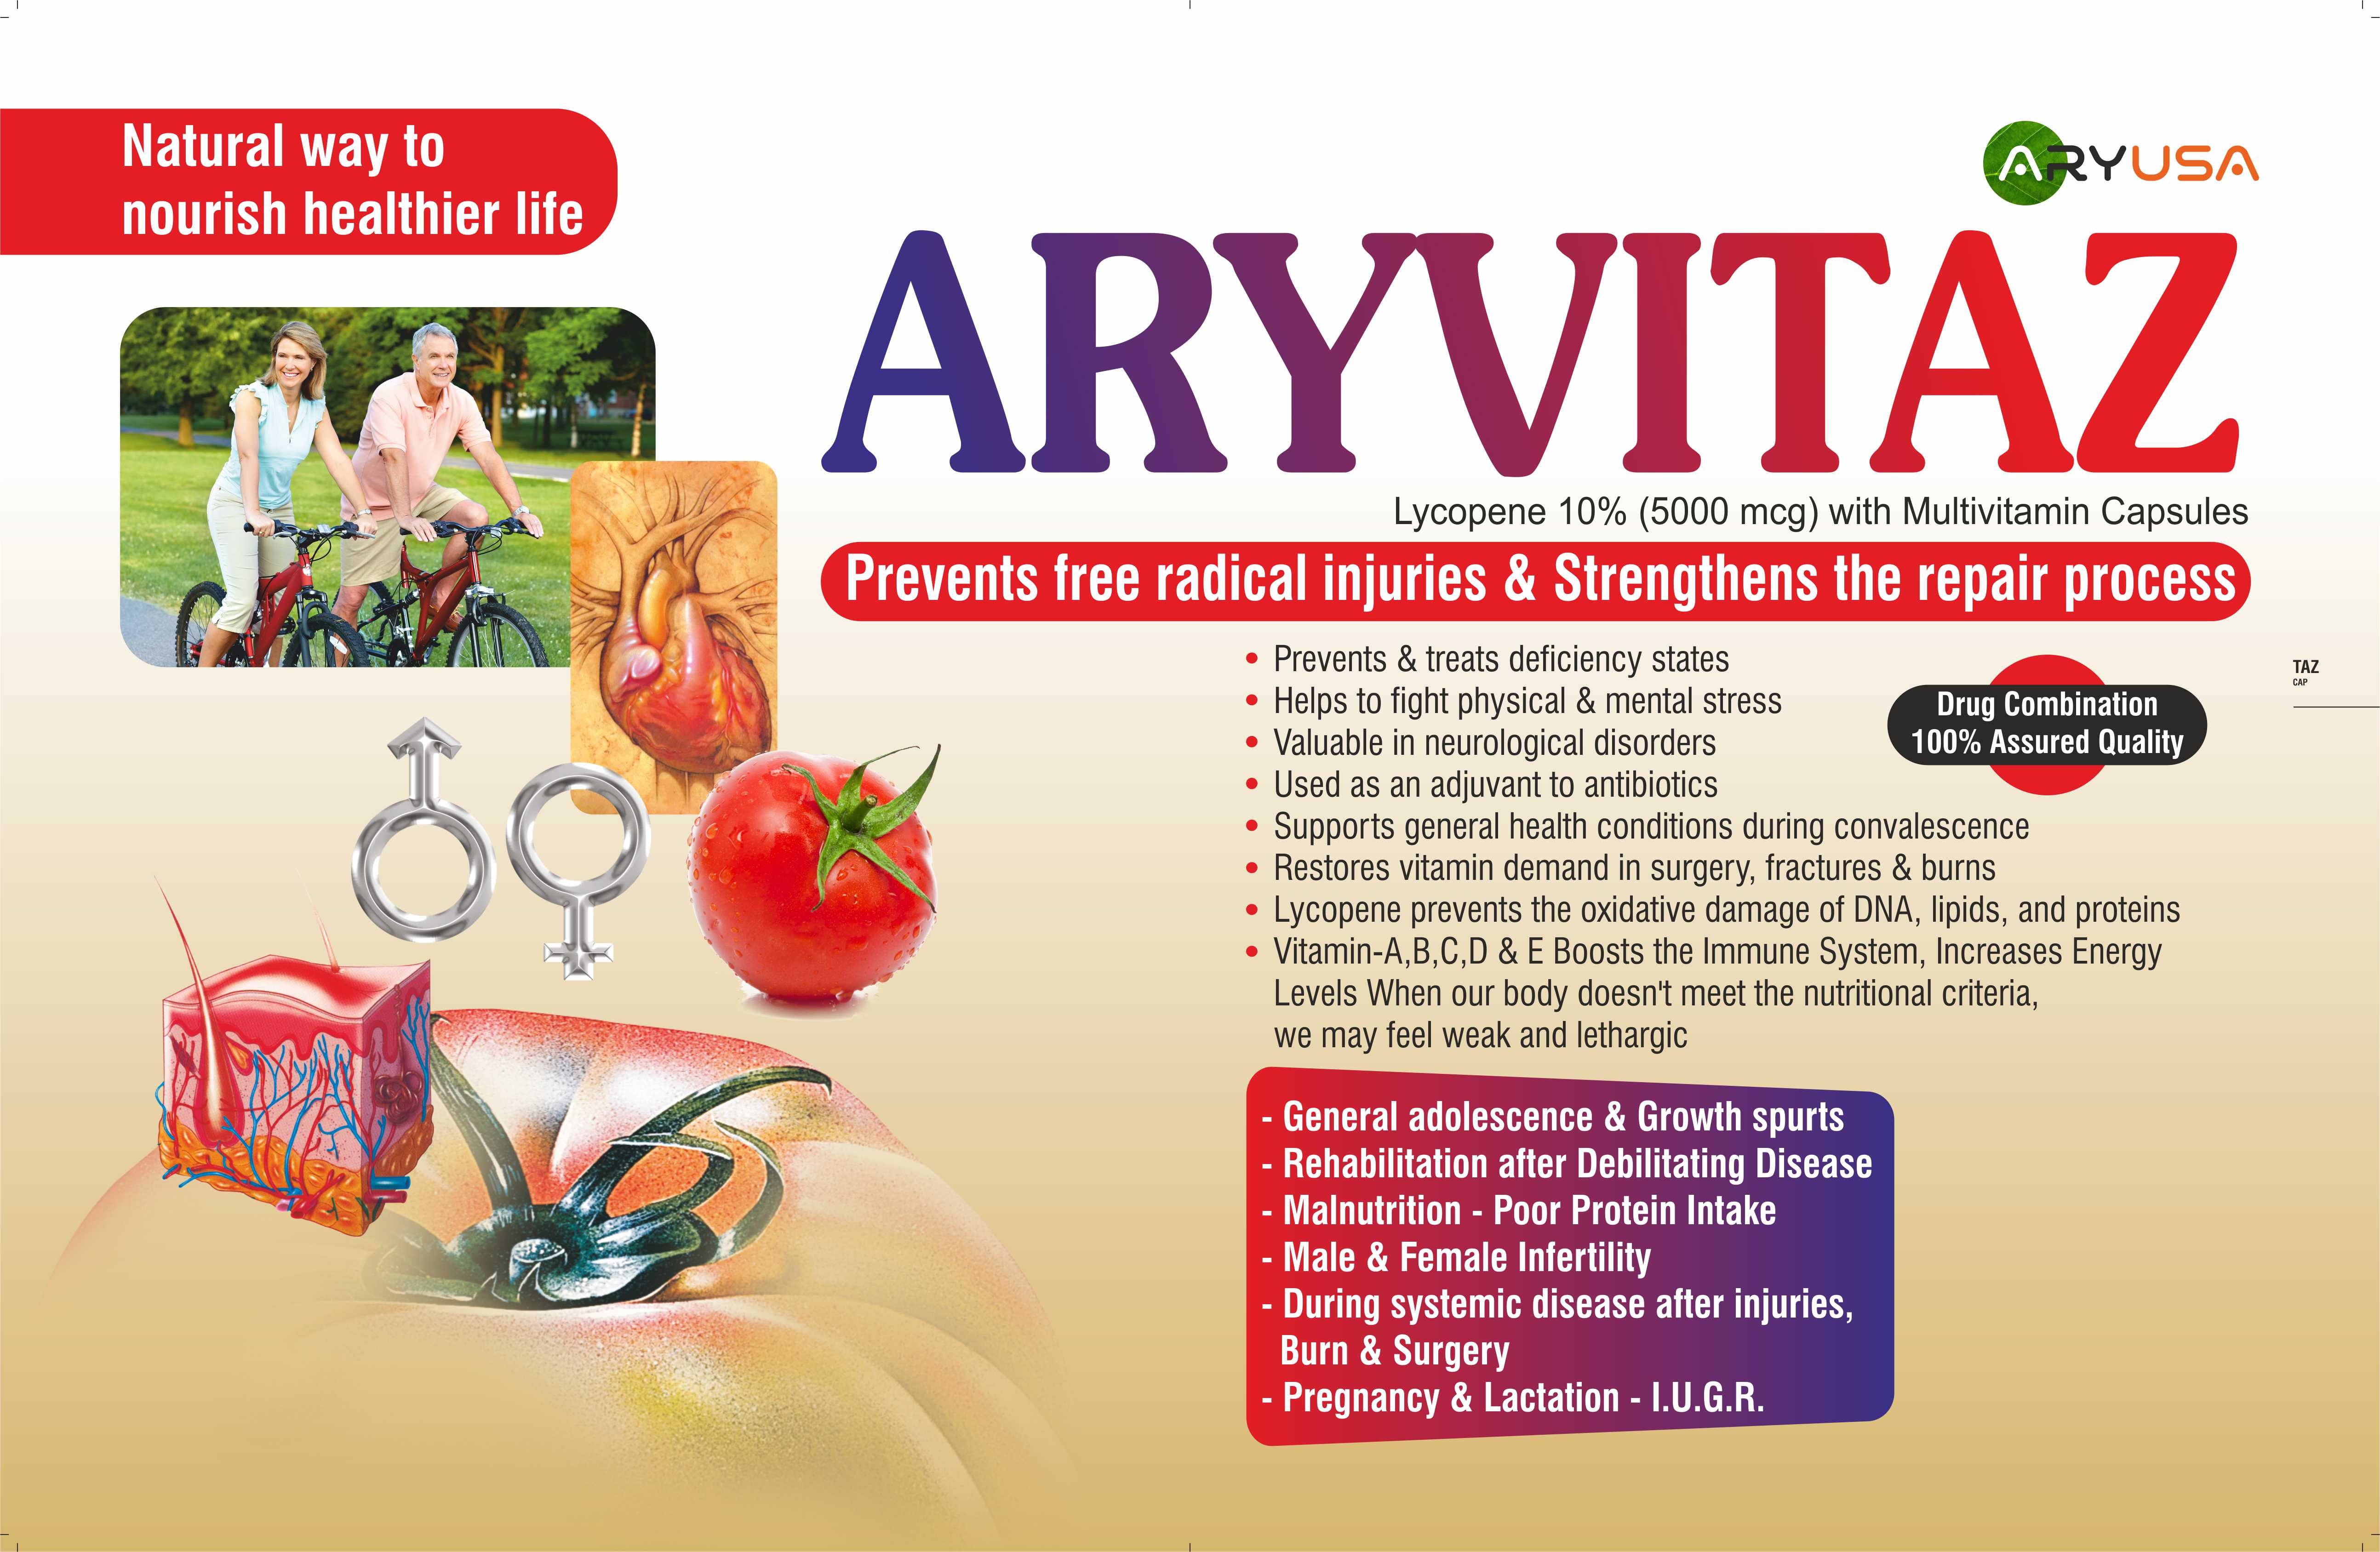 Natural way to
nourish healthier life
ARYUSA
ARYVITAZ
Lycopene 10% (5000 mcg) with Multivitamin Capsules
Prevents free radical injuries & Strengthens the repair process
• Prevents & treats deficiency states
• Helps to fight physical & mental stress
• Valuable in neurological disorders
• Used as an adjuvant to antibiotics
• Supports general health conditions during convalescence
• Restores vitamin demand in surgery, fractures & burns
• Lycopene prevents the oxidative damage of DNA, lipids, and proteins
• Vitamin-A,B,C,D & E Boosts the Immune System, Increases Energy
Levels When our body doesn't meet the nutritional criteria,
we may feel weak and lethargic
Drug Combination
100% Assured Quality
TAZ
CAP
- General adolescence & Growth spurts
- Rehabilitation after Debilitating Disease
- Malnutrition - Poor Protein Intake
- Male & Female Infertility
- During systemic disease after injuries,
Burn & Surgery
- Pregnancy & Lactation - I.U.G.R.